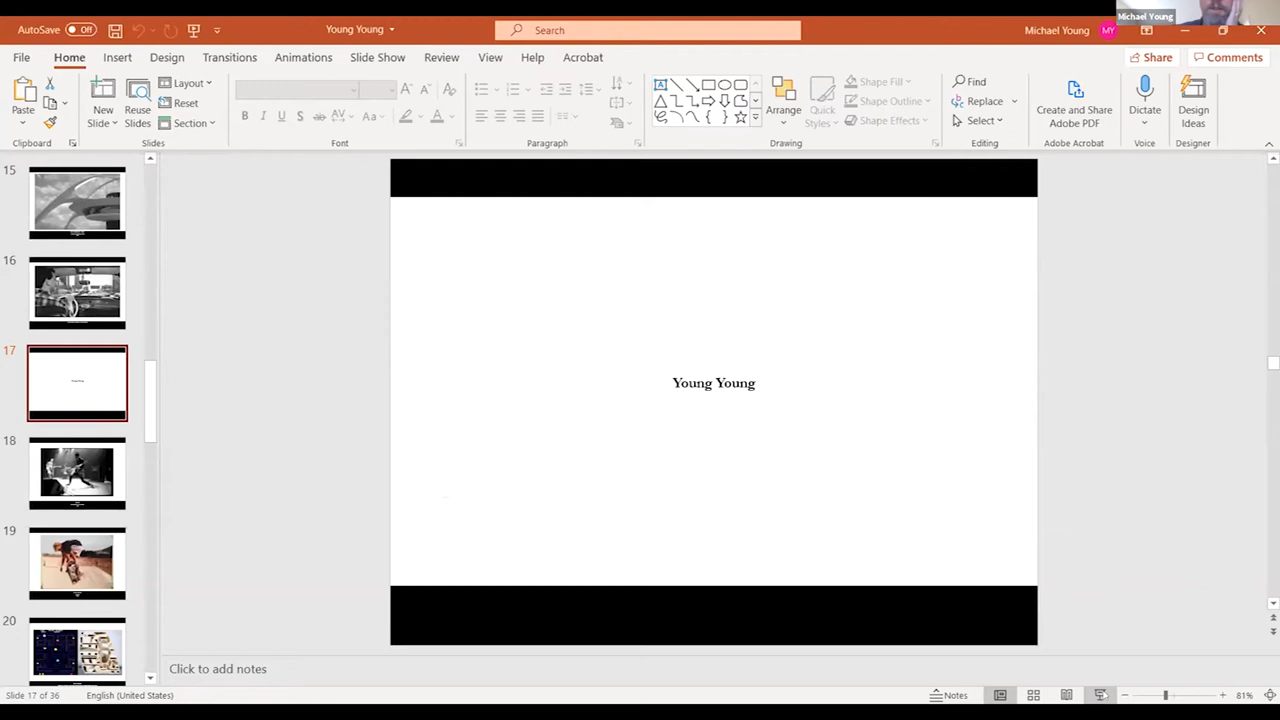 Michael Young
AutoSave Off
Young Young
Search
Michael Young MY
File Home Insert Design Transitions Animations Slide Show Review View Help Acrobat
Share Comments
Paste
New Slide
Reuse Slides
Layout
Reset
Section
Shape Fill
Shape Outline
Shape Effects
Arrange
Quick Styles
Find
Replace
Select
Create and Share Adobe PDF
Dictate
Design Ideas
Clipboard Slides Font Paragraph Drawing Editing Adobe Acrobat Voice Designer
15
16
17
18
19
20
Young Young
Click to add notes
Slide 17 of 36 English (United States) Notes 81%